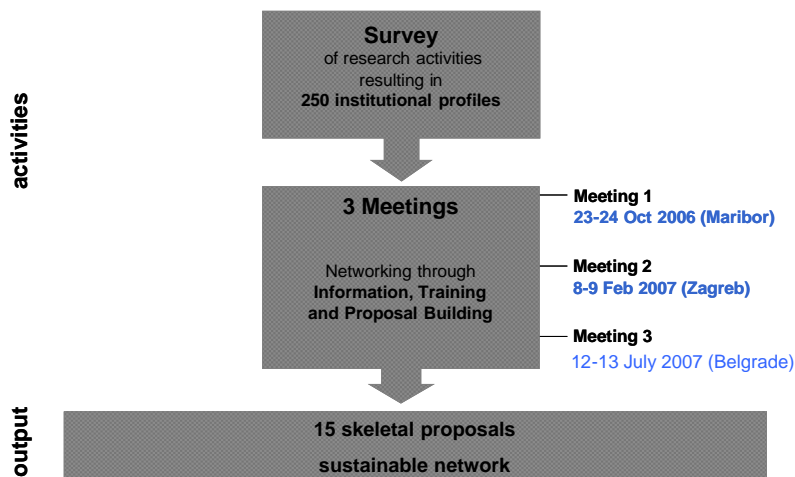 activities
Survey
of research activities
resulting in
250 institutional profiles
3 Meetings
Networking through
Information, Training
and Proposal Building
Meeting 1
23-24 Oct 2006 (Maribor)
Meeting 2
8-9 Feb 2007 (Zagreb)
Meeting 3
12-13 July 2007 (Belgrade)
output
15 skeletal proposals
sustainable network